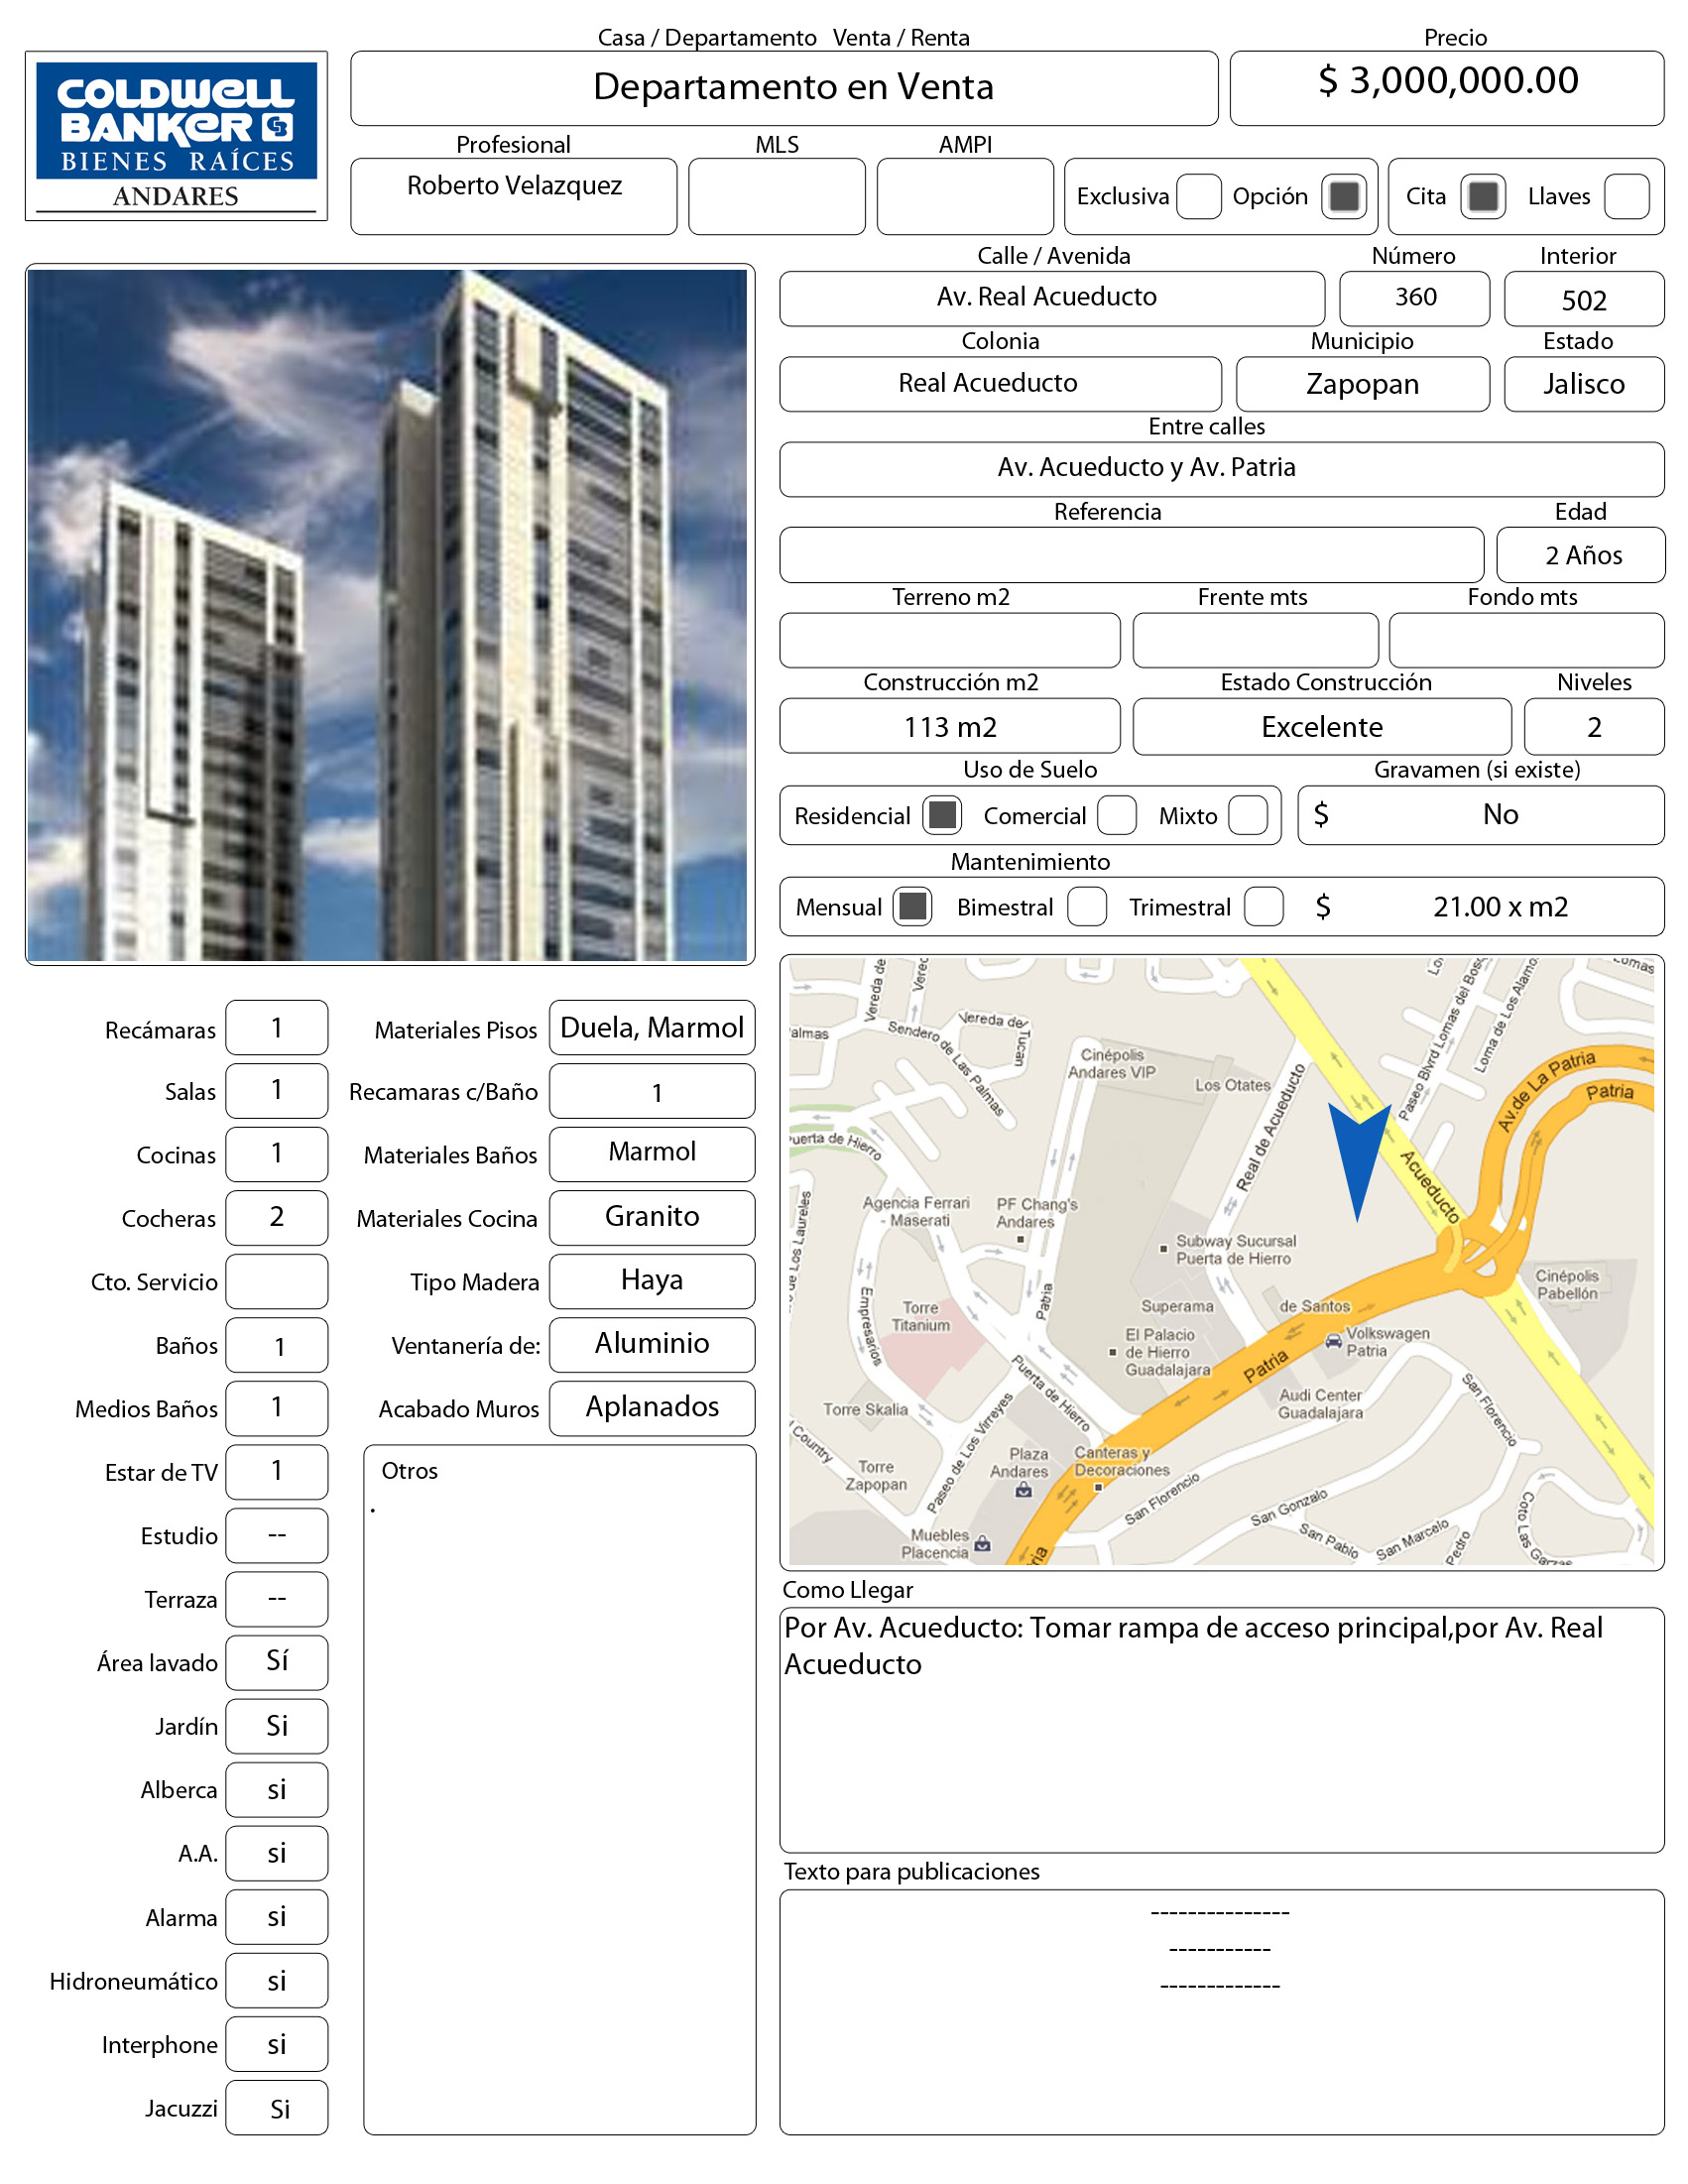 Casa / Departamento   Venta / Renta
Precio
COLDWELL
BANKER CB
BIENES RAÍCES
ANDARES
Departamento en Venta
$ 3,000,000.00
Profesional
MLS
AMPI
Roberto Velazquez
Exclusiva
Opción
Cita
Llaves
Calle / Avenida
Número
Interior
Av. Real Acueducto
360
502
Colonia
Municipio
Estado
Real Acueducto
Zapopan
Jalisco
Entre calles
Av. Acueducto y Av. Patria
Referencia
Edad
2 Años
Terreno m2
Frente mts
Fondo mts
Construcción m2
Estado Construcción
Niveles
113 m2
Excelente
2
Uso de Suelo
Gravamen (si existe)
Residencial
Comercial
Mixto
$ No
Mantenimiento
Mensual
Bimestral
Trimestral
$ 21.00 x m2
Recámaras 1
Salas 1
Cocinas 1
Cocheras 2
Cto. Servicio
Baños 1
Medios Baños 1
Estar de TV 1
Estudio --
Terraza --
Área lavado Sí
Jardín Si
Alberca si
A.A. si
Alarma si
Hidroneumático si
Interphone si
Jacuzzi Si
Materiales Pisos Duela, Marmol
Recamaras c/Baño 1
Materiales Baños Marmol
Materiales Cocina Granito
Tipo Madera Haya
Ventanería de: Aluminio
Acabado Muros Aplanados
Otros
.
Vereda de
Vereda del Tucan
Sendero de Las Palmas
Cinépolis
Andares VIP
Los Otates
Real de Acueducto
Paseo Blvrd Lomas del Bosq
Loma de Los Alamo
Lomas
Av.de La Patria
Patria
Acueducto
Puerta de Hierro
Agencia Ferrari
- Maserati
PF Chang's
Andares
Subway Sucursal
Puerta de Hierro
de Los Laureles
Empresarios
Torre
Titanium
Patria
Superama
de Santos
El Palacio
de Hierro
Guadalajara
Volkswagen
Patria
Cinépolis
Pabellón
Patria
Puerta de Hierro
Audi Center
Guadalajara
San Florencio
Torre Skalia
Country
Paseo de Los Virreyes
Plaza
Andares
Canteras y
Decoraciones
Torre
Zapopan
San Florencio
San Gonzalo
San Pablo
San Marcelo
Pedro
Coto Las Garzas
Muebles
Placencia
Como Llegar
Por Av. Acueducto: Tomar rampa de acceso principal,por Av. Real
Acueducto
Texto para publicaciones
---------------
-----------
-------------